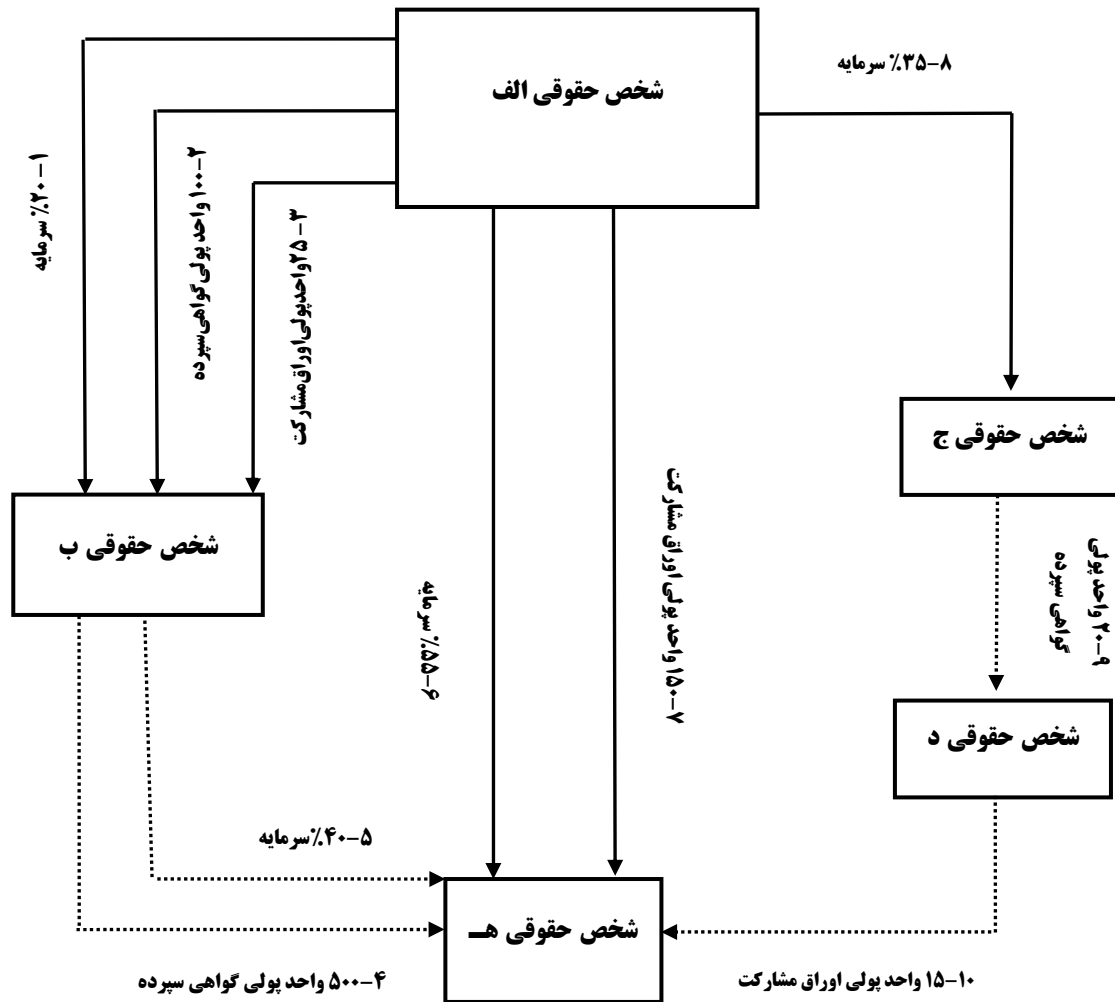 شخص حقوقی الف
۸-۳۵٪ سرمایه
۱-۲۰٪ سرمایه
۲-۱۰۰ واحد پولی گواهی سپرده
۳-۲۵ واحد پولی اوراق مشارکت
شخص حقوقی ج
شخص حقوقی ب
۶-۵۵٪ سرمایه
۷-۱۵۰ واحد پولی اوراق مشارکت
۹-۲۰ واحد پولی
گواهی سپرده
شخص حقوقی د
۵-۴۰٪ سرمایه
شخص حقوقی هـ
۴-۵۰۰ واحد پولی گواهی سپرده
۱۰-۱۵ واحد پولی اوراق مشارکت